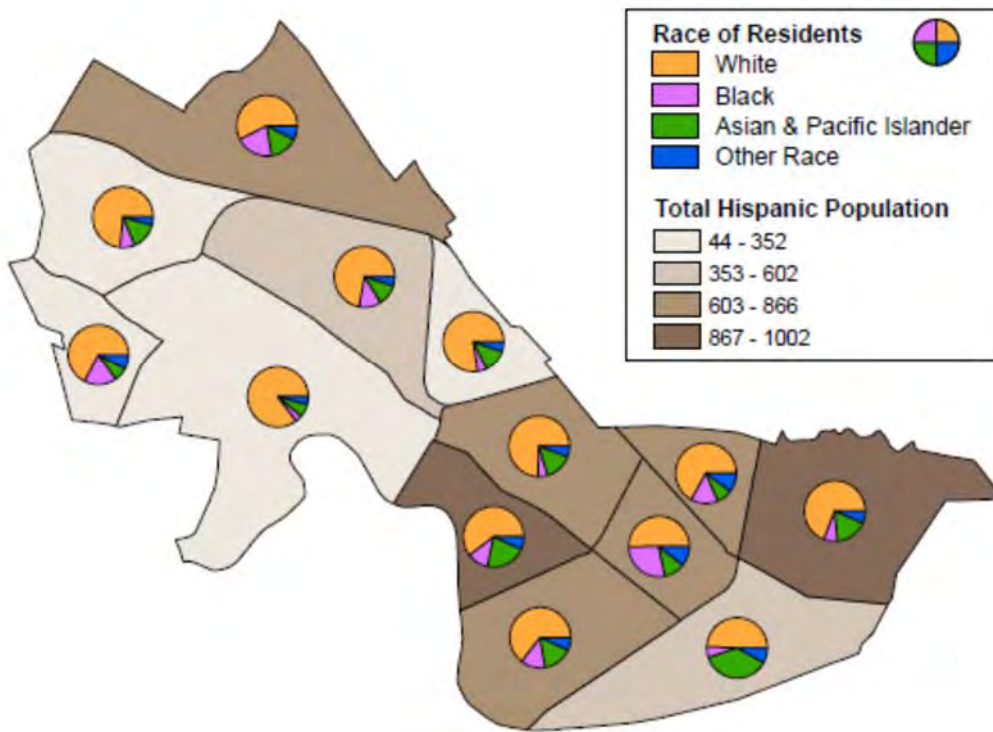 Race of Residents
White
Black
Asian & Pacific Islander
Other Race
Total Hispanic Population
44 - 352
353 - 602
603 - 866
867 - 1002